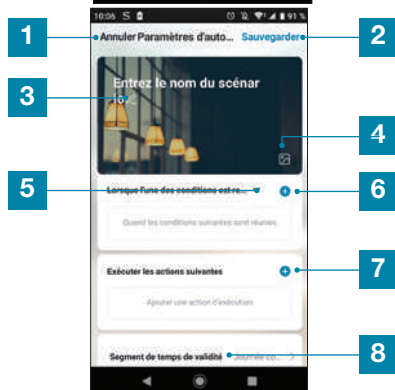 10:06 S 91 %
1 Annuler Paramètres d'auto... Sauvegarder 2
3 Entrez le nom du scénar
io
4
5 Lorsque l'une des conditions est re... 6
Quand les conditions suivantes sont réunies
Exécuter les actions suivantes 7
Ajouter une action d'exécution
Segment de temps de validité Journée co... 8